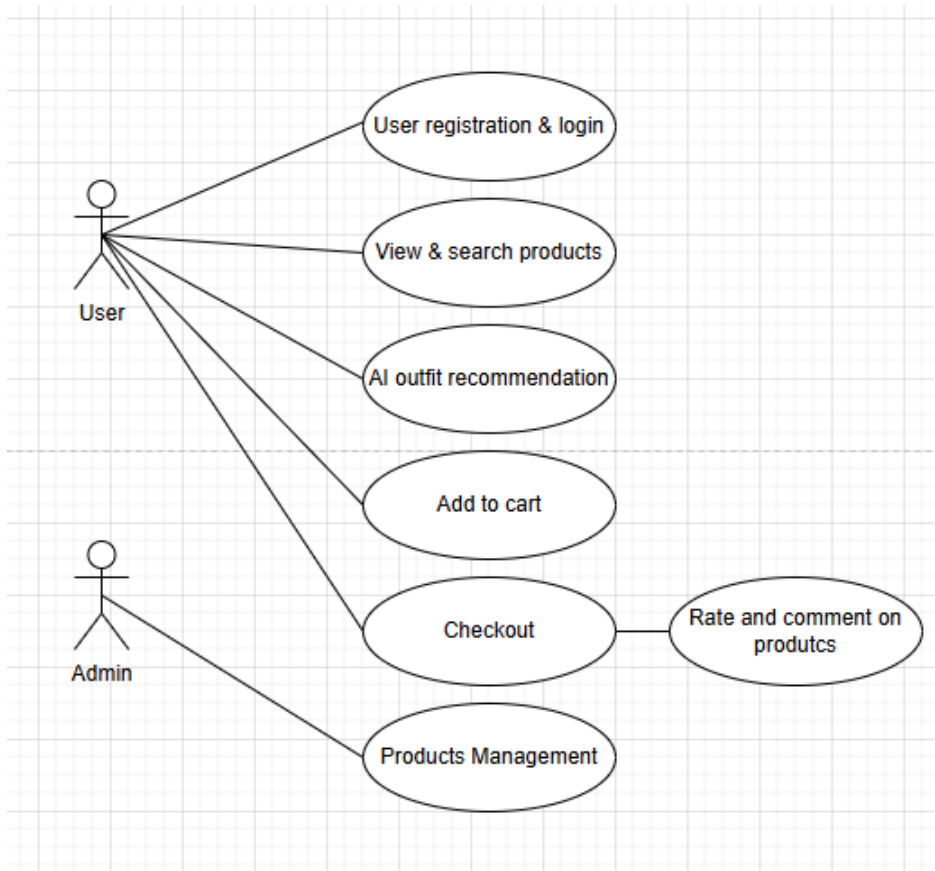 User registration & login
View & search products
User
AI outfit recommendation
Add to cart
Checkout
Rate and comment on
produtcs
Admin
Products Management